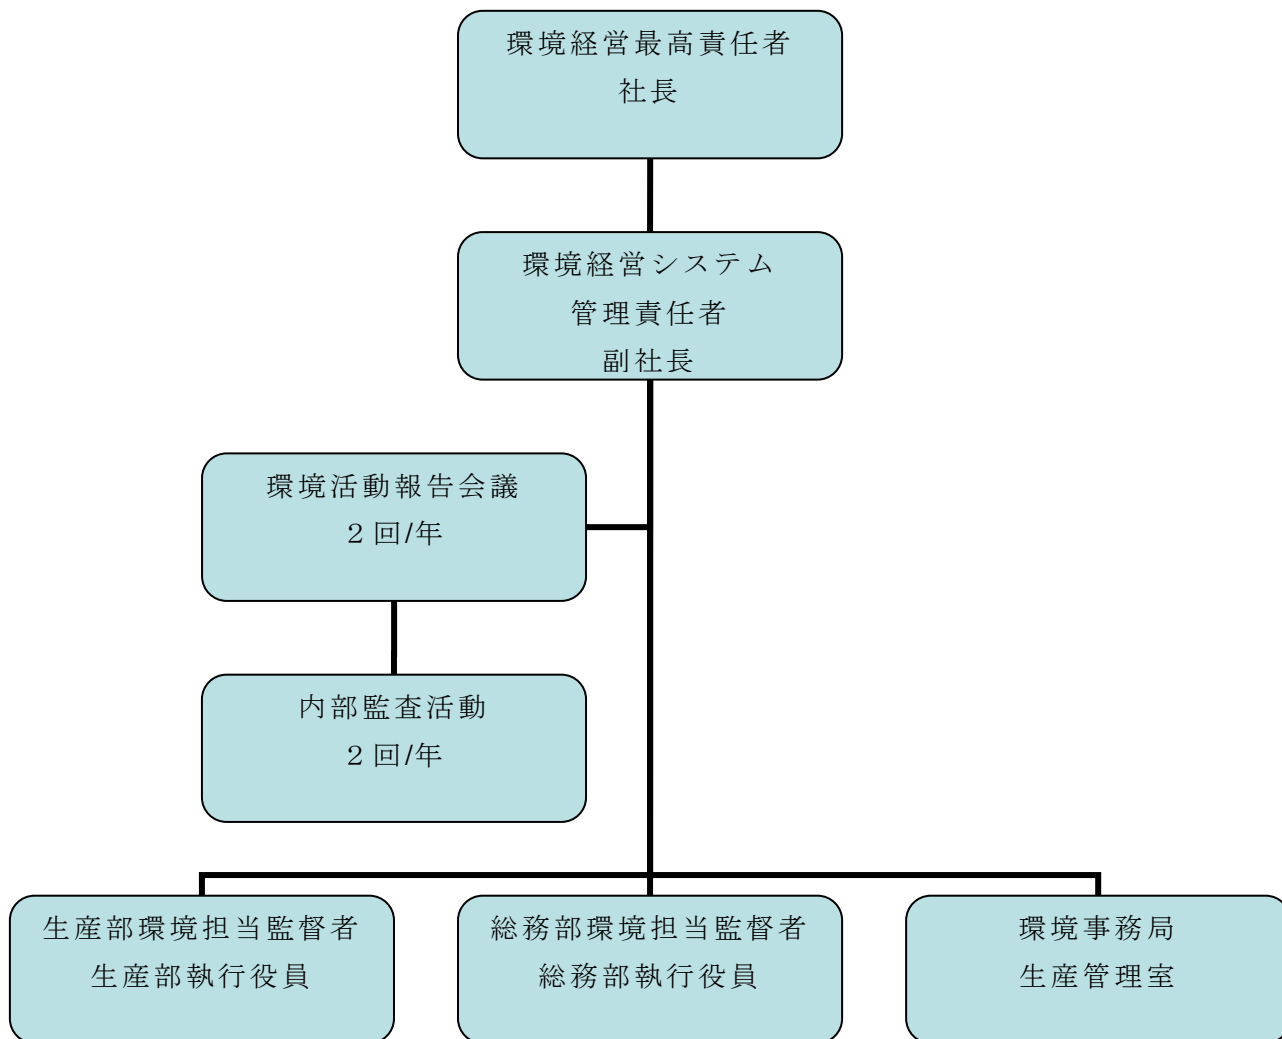 環境経営最高責任者
社長
環境経営システム
管理責任者
副社長
環境活動報告会議
２回/年
内部監査活動
２回/年
生産部環境担当監督者
生産部執行役員
総務部環境担当監督者
総務部執行役員
環境事務局
生産管理室